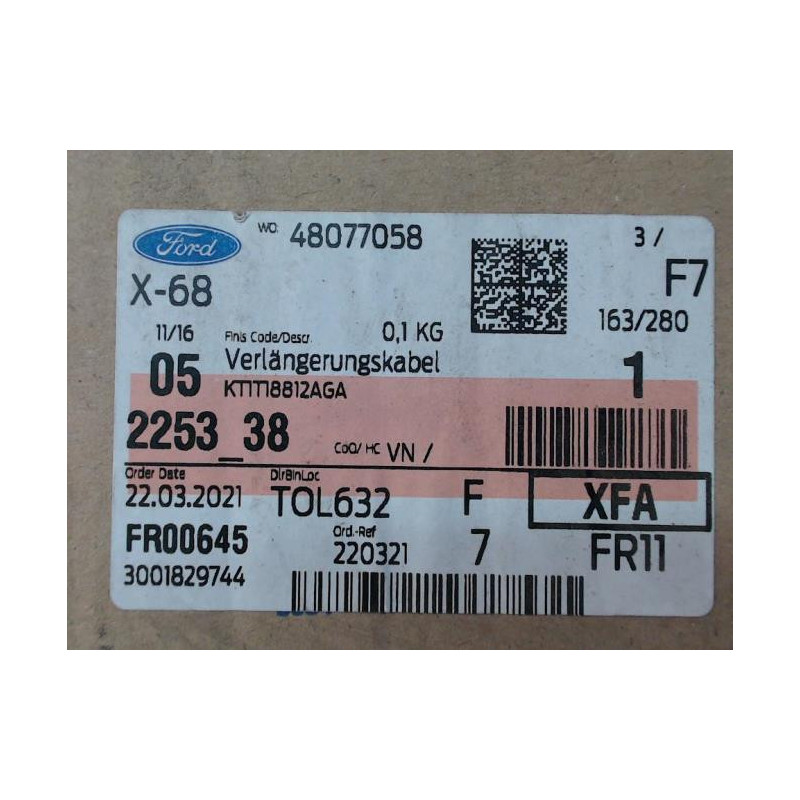 Ford WO. 48077058 3 /
X-68 F7
163/280
11/16 Finis Code/Descr. 0,1 KG
05 Verlängerungskabel 1
KT1T18812AGA
2253_38 CoO/ HC VN /
Order Date DlrBinLoc
22.03.2021 TOL632 F XFA
FR00645 Ord.-Ref
220321 7 FR11
3001829744